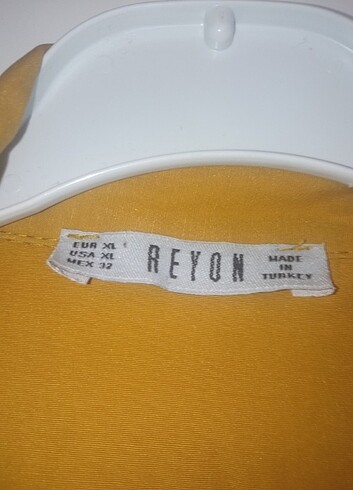 EUR XL
USA XL
MEX 32
REYON
MADE
IN
TURKEY